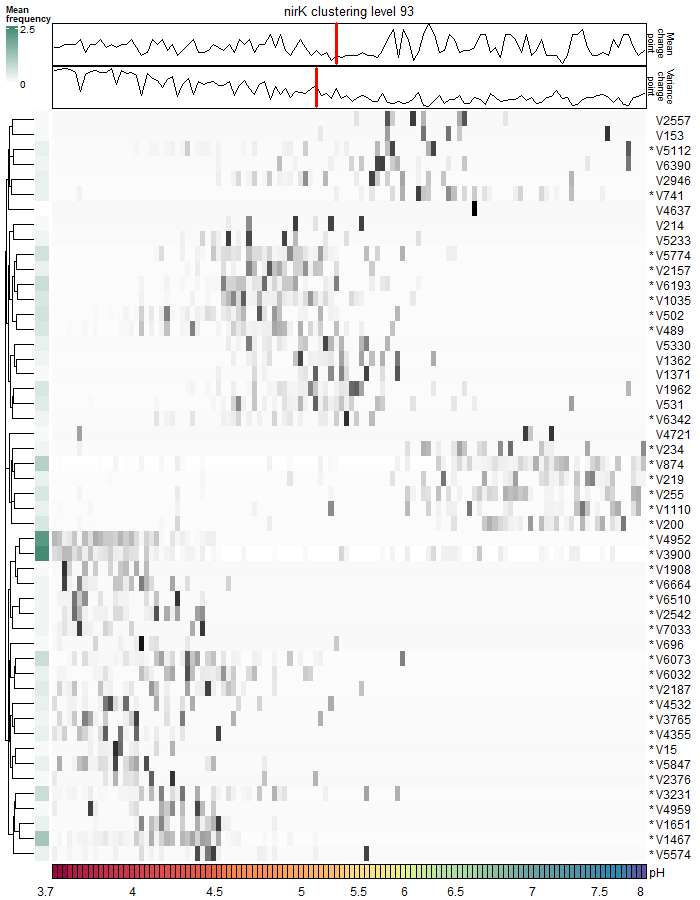 nirK clustering level 93
Mean
frequency
2.5
0
Mean
change
point
Variance
change
point
V2557
V153
* V5112
V6390
V2946
* V741
V4637
V214
V5233
* V5774
* V2157
* V6193
* V1035
* V502
* V489
V5330
V1362
V1371
V1962
V531
* V6342
V4721
* V234
* V874
* V219
* V255
* V1110
* V200
* V4952
* V3900
* V1908
* V6664
* V6510
* V2542
* V7033
* V696
* V6073
* V6032
* V2187
* V4532
* V3765
* V4355
* V15
* V5847
* V2376
* V3231
* V4959
* V1651
* V1467
* V5574
pH
3.7 4 4.5 5 5.5 6 6.5 7 7.5 8